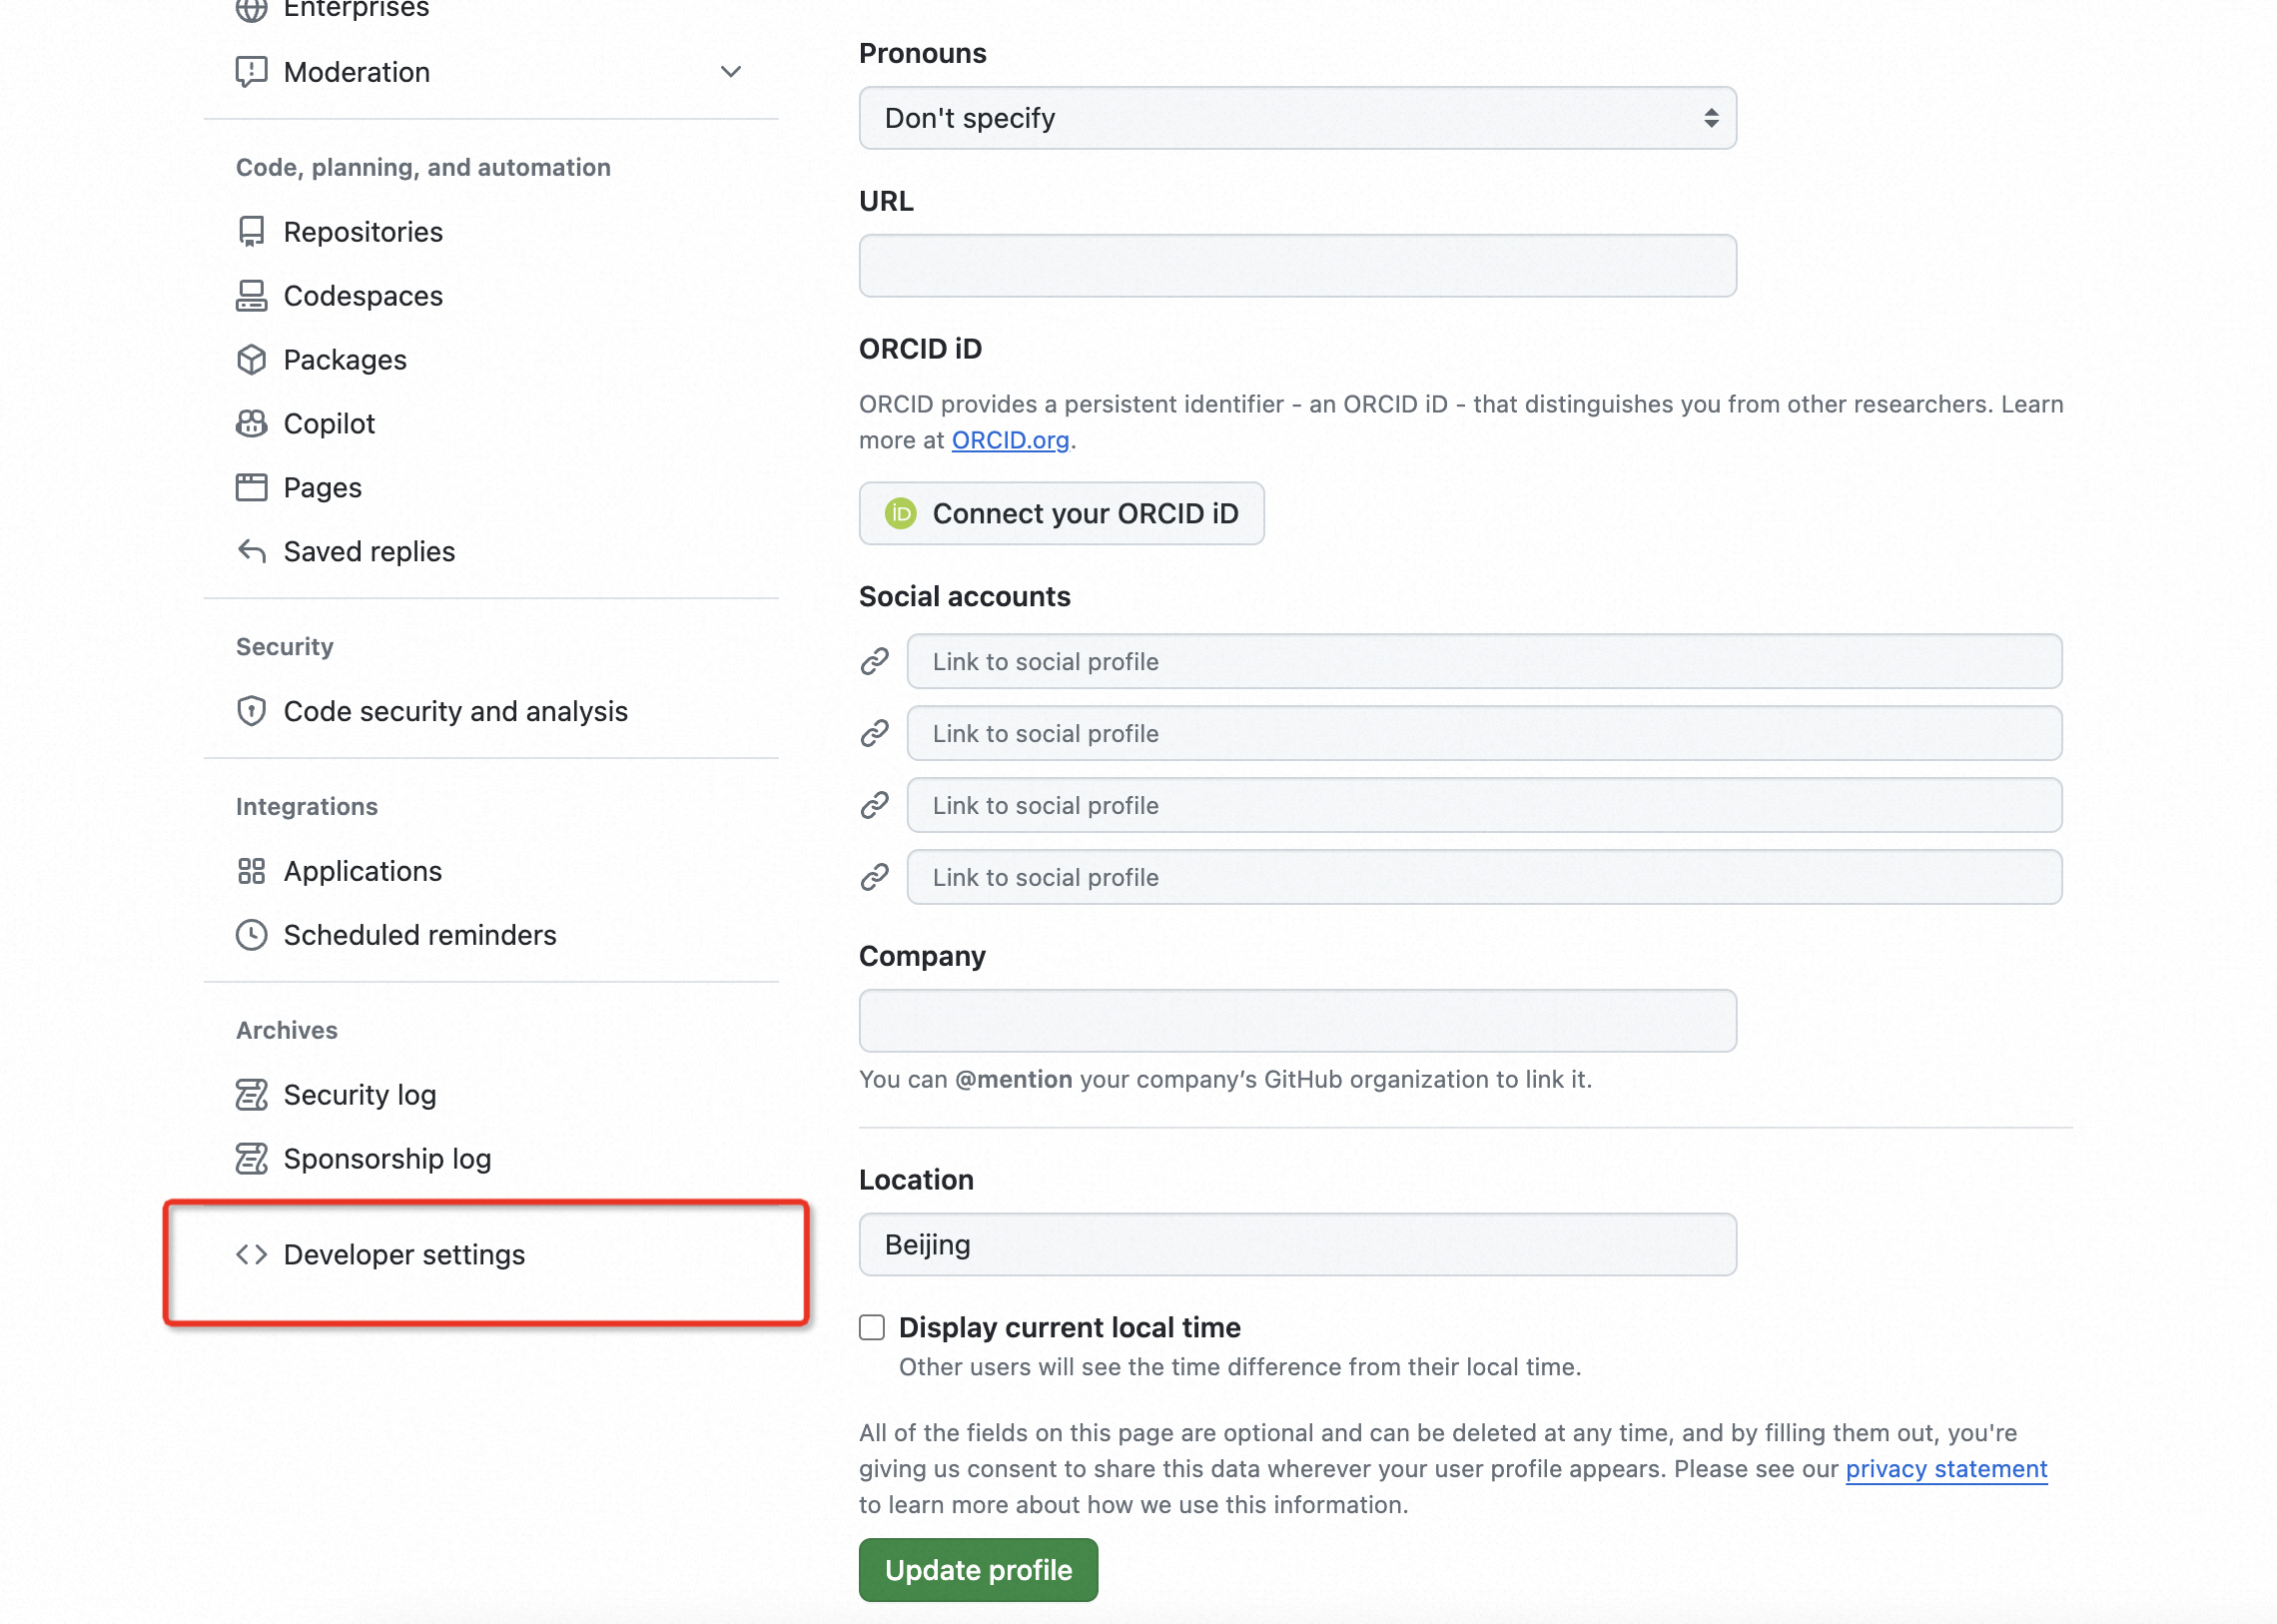 Enterprises
Moderation
Code, planning, and automation
Repositories
Codespaces
Packages
Copilot
Pages
Saved replies
Security
Code security and analysis
Integrations
Applications
Scheduled reminders
Archives
Security log
Sponsorship log
Developer settings
Pronouns
Don't specify
URL
ORCID iD
ORCID provides a persistent identifier - an ORCID iD - that distinguishes you from other researchers. Learn
more at ORCID.org.
iD Connect your ORCID iD
Social accounts
Link to social profile
Link to social profile
Link to social profile
Link to social profile
Company
You can @mention your company’s GitHub organization to link it.
Location
Beijing
Display current local time
Other users will see the time difference from their local time.
All of the fields on this page are optional and can be deleted at any time, and by filling them out, you're
giving us consent to share this data wherever your user profile appears. Please see our privacy statement
to learn more about how we use this information.
Update profile